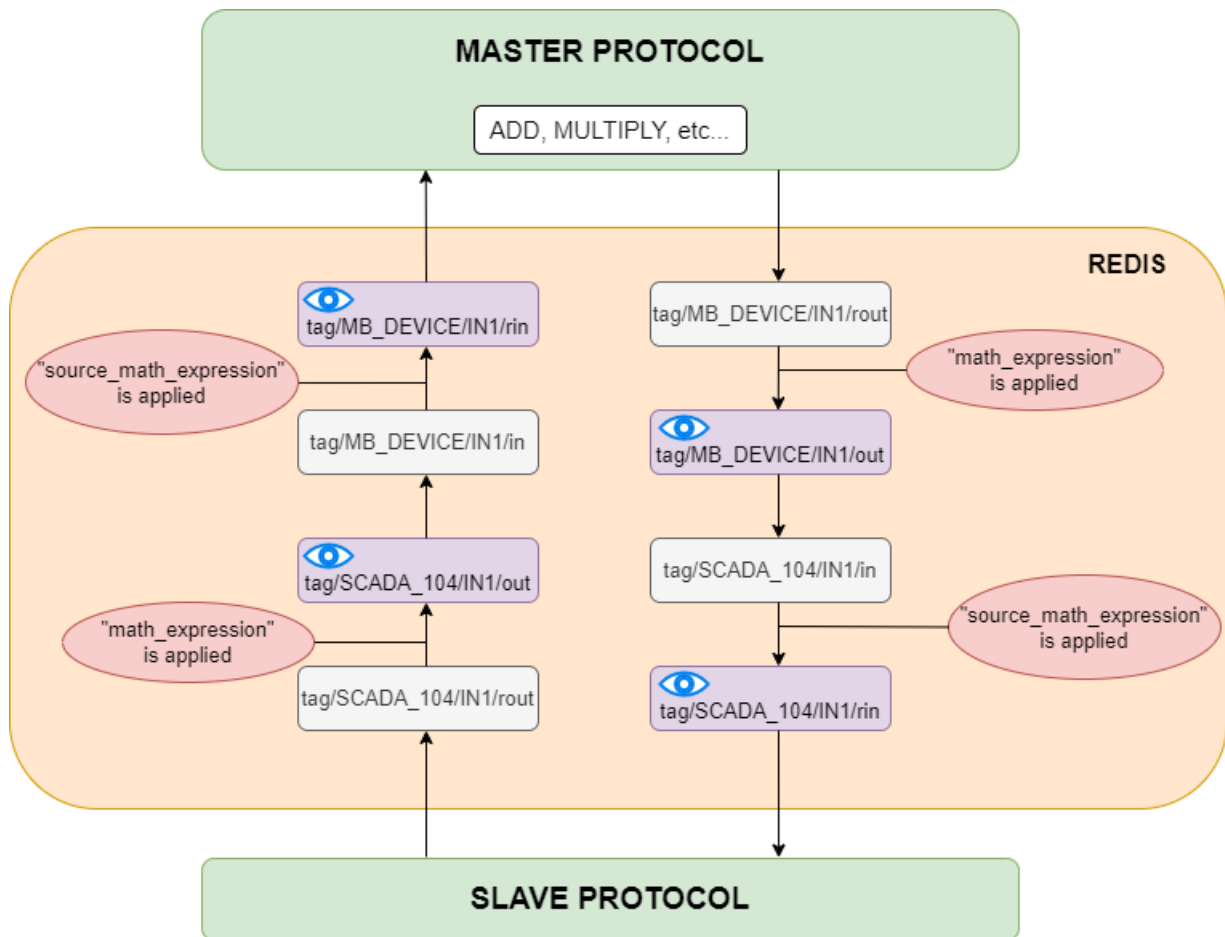 MASTER PROTOCOL
ADD, MULTIPLY, etc...
REDIS
tag/MB_DEVICE/IN1/rin
tag/MB_DEVICE/IN1/rout
"source_math_expression"
is applied
"math_expression"
is applied
tag/MB_DEVICE/IN1/in
tag/MB_DEVICE/IN1/out
tag/SCADA_104/IN1/out
tag/SCADA_104/IN1/in
"math_expression"
is applied
"source_math_expression"
is applied
tag/SCADA_104/IN1/rout
tag/SCADA_104/IN1/rin
SLAVE PROTOCOL